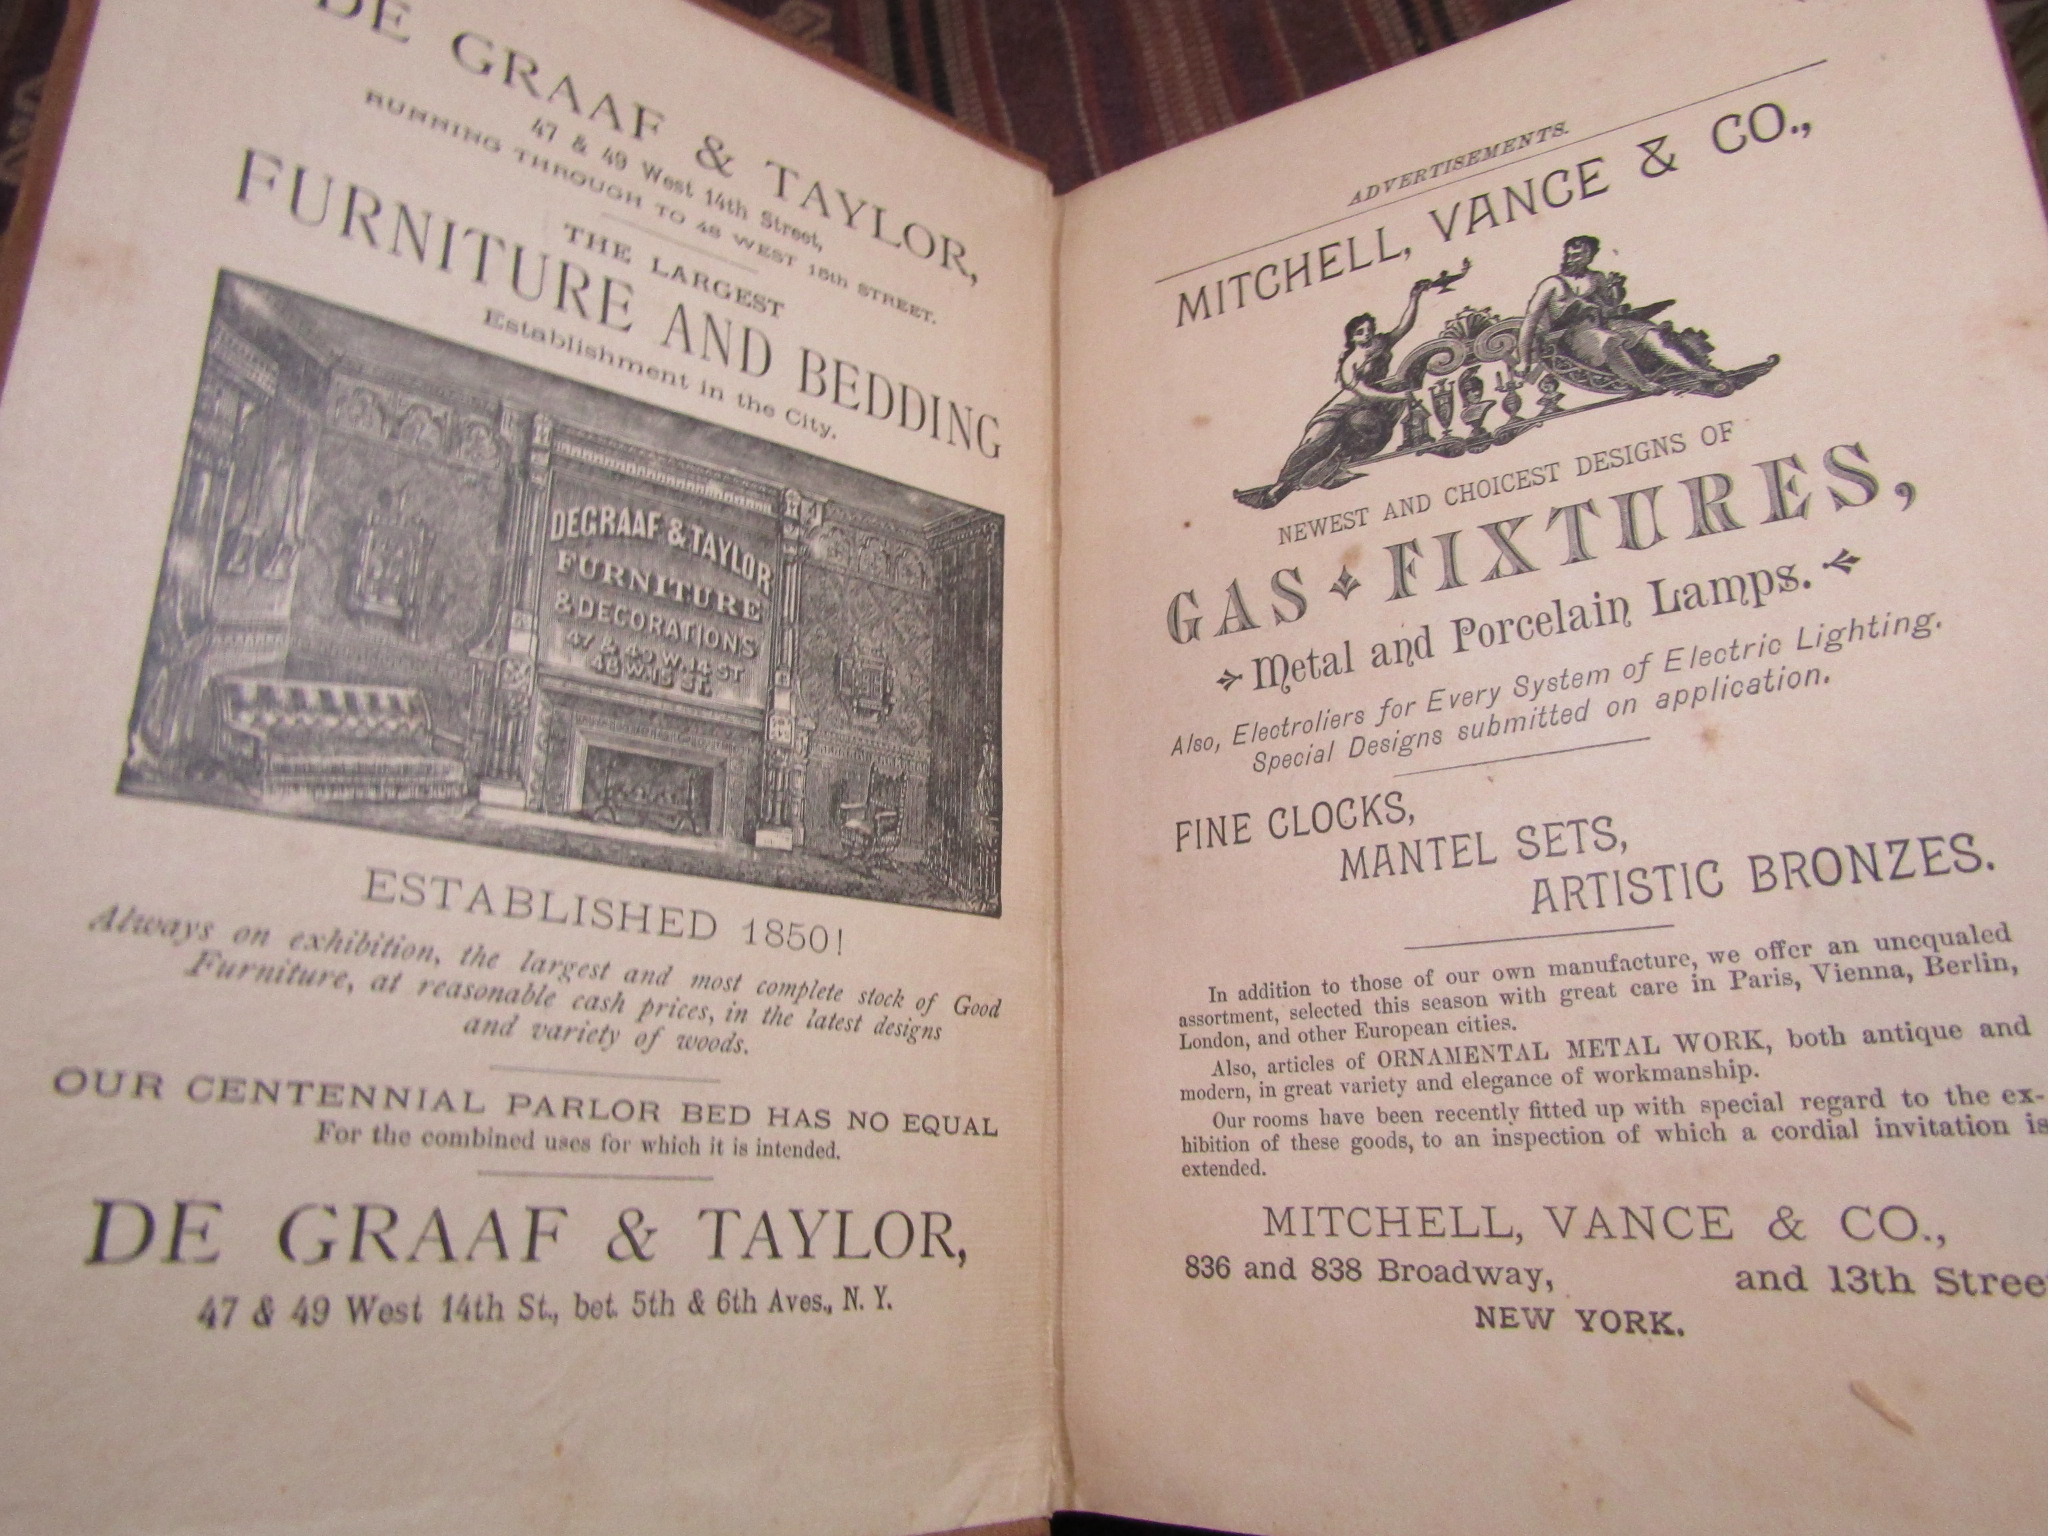 DE GRAAF & TAYLOR,
47 & 49 West 14th Street,
RUNNING THROUGH TO 48 WEST 15th STREET.
THE LARGEST
FURNITURE AND BEDDING
Establishment in the City.
DEGRAAF & TAYLOR
FURNITURE
& DECORATIONS
47 & 49 W. 14 ST
48 W. 15 ST.
ESTABLISHED 1850!
Always on exhibition, the largest and most complete stock of Good
Furniture, at reasonable cash prices, in the latest designs
and variety of woods.
OUR CENTENNIAL PARLOR BED HAS NO EQUAL
For the combined uses for which it is intended.
DE GRAAF & TAYLOR,
47 & 49 West 14th St., bet. 5th & 6th Aves., N. Y.
ADVERTISEMENTS.
MITCHELL, VANCE & CO.,
NEWEST AND CHOICEST DESIGNS OF
GAS FIXTURES,
Metal and Porcelain Lamps.
Also, Electroliers for Every System of Electric Lighting.
Special Designs submitted on application.
FINE CLOCKS,
MANTEL SETS,
ARTISTIC BRONZES.
In addition to those of our own manufacture, we offer an unequaled
assortment, selected this season with great care in Paris, Vienna, Berlin,
London, and other European cities.
Also, articles of ORNAMENTAL METAL WORK, both antique and
modern, in great variety and elegance of workmanship.
Our rooms have been recently fitted up with special regard to the ex-
hibition of these goods, to an inspection of which a cordial invitation is
extended.
MITCHELL, VANCE & CO.,
836 and 838 Broadway, and 13th Stree
NEW YORK.